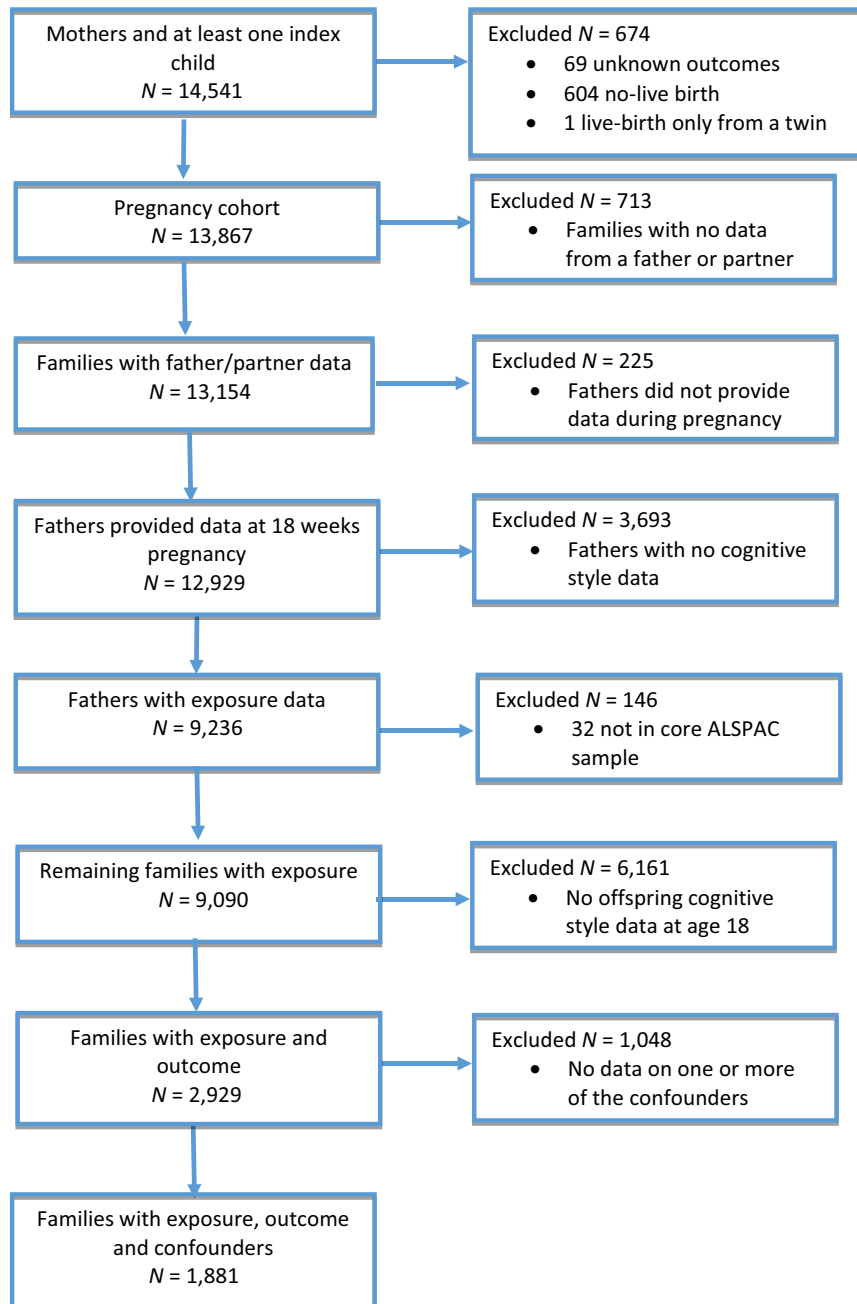 Mothers and at least one index
child
N = 14,541
Excluded N = 674
• 69 unknown outcomes
• 604 no-live birth
• 1 live-birth only from a twin
Pregnancy cohort
N = 13,867
Excluded N = 713
• Families with no data
from a father or partner
Families with father/partner data
N = 13,154
Excluded N = 225
• Fathers did not provide
data during pregnancy
Fathers provided data at 18 weeks
pregnancy
N = 12,929
Excluded N = 3,693
• Fathers with no cognitive
style data
Fathers with exposure data
N = 9,236
Excluded N = 146
• 32 not in core ALSPAC
sample
Remaining families with exposure
N = 9,090
Excluded N = 6,161
• No offspring cognitive
style data at age 18
Families with exposure and
outcome
N = 2,929
Excluded N = 1,048
• No data on one or more
of the confounders
Families with exposure, outcome
and confounders
N = 1,881